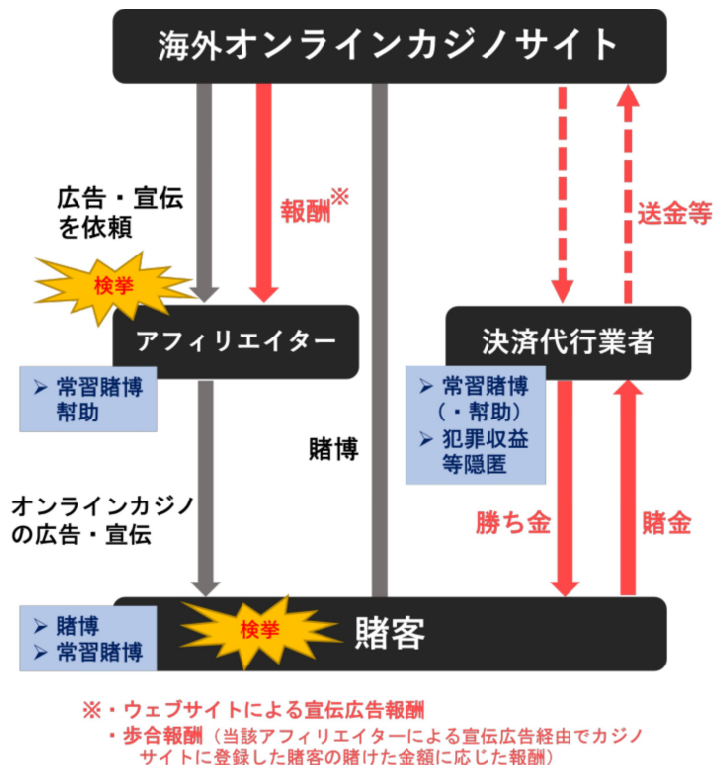 海外オンラインカジノサイト
広告・宣伝
を依頼
報酬※
送金等
検挙
アフィリエイター
決済代行業者
➢ 常習賭博
幇助
➢ 常習賭博
(・幇助)
➢ 犯罪収益
等隠匿
賭博
オンラインカジノ
の広告・宣伝
勝ち金
賭金
➢ 賭博
➢ 常習賭博
検挙
賭客
※・ウェブサイトによる宣伝広告報酬
・歩合報酬(当該アフィリエイターによる宣伝広告経由でカジノ
サイトに登録した賭客の賭けた金額に応じた報酬)